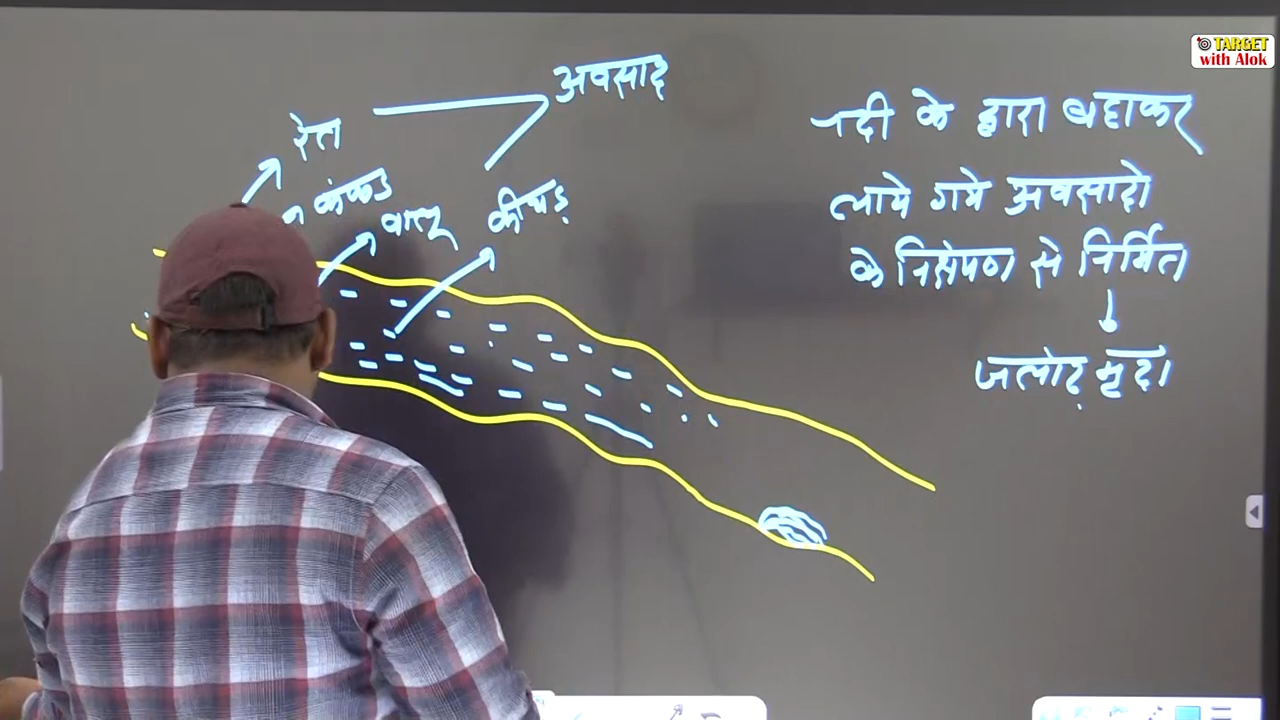 अवसाद
रेत
कंकड
बालू
कीचड़
नदी के द्वारा बहाकर
लाये गये अवसादो
के निक्षेपण से निर्मित
जलोढ़ मृदा
TARGET
with Alok